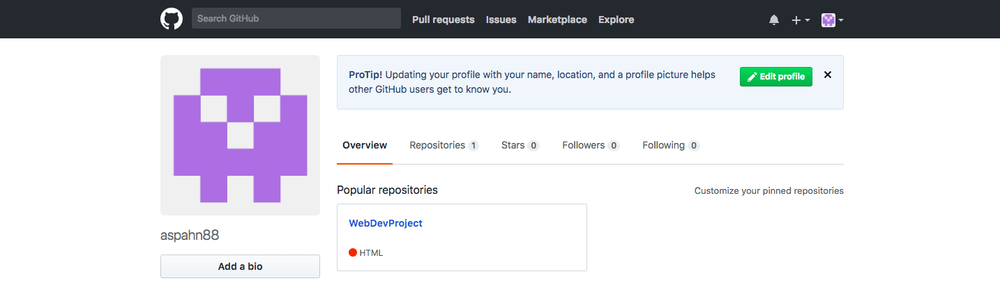 Search GitHub
Pull requests
Issues
Marketplace
Explore
ProTip! Updating your profile with your name, location, and a profile picture helps
other GitHub users get to know you.
Edit profile
Overview
Repositories 1
Stars 0
Followers 0
Following 0
Popular repositories
Customize your pinned repositories
WebDevProject
HTML
aspahn88
Add a bio